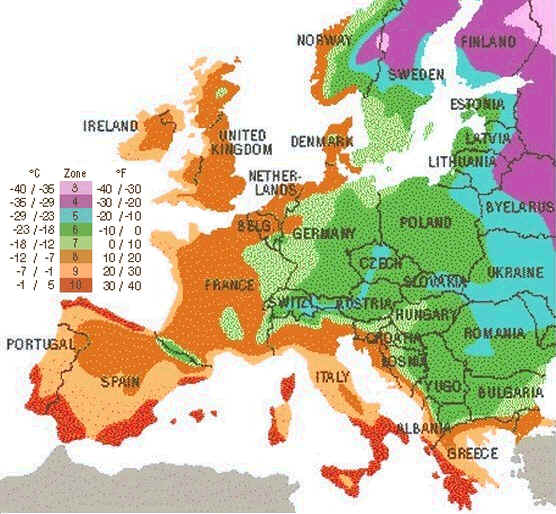 NORWAY
FINLAND
SWEDEN
ESTONIA
IRELAND
UNITED
KINGDOM
DENMARK
LATVIA
LITHUANIA
NETHER-
LANDS
BYELARUS
BELG.
GERMANY
POLAND
CZECH
UKRAINE
SLOVAKIA
FRANCE
SWITZ
AUSTRIA
HUNGARY
ROMANIA
CROATIA
BOSNIA
PORTUGAL
SPAIN
ITALY
YUGO
BULGARIA
ALBANIA
GREECE
°C Zone °F
-40 / -35 3 -40 / -30
-35 / -29 4 -30 / -20
-29 / -23 5 -20 / -10
-23 / -18 6 -10 / 0
-18 / -12 7 0 / 10
-12 / -7 8 10 / 20
-7 / -1 9 20 / 30
-1 / 5 10 30 / 40